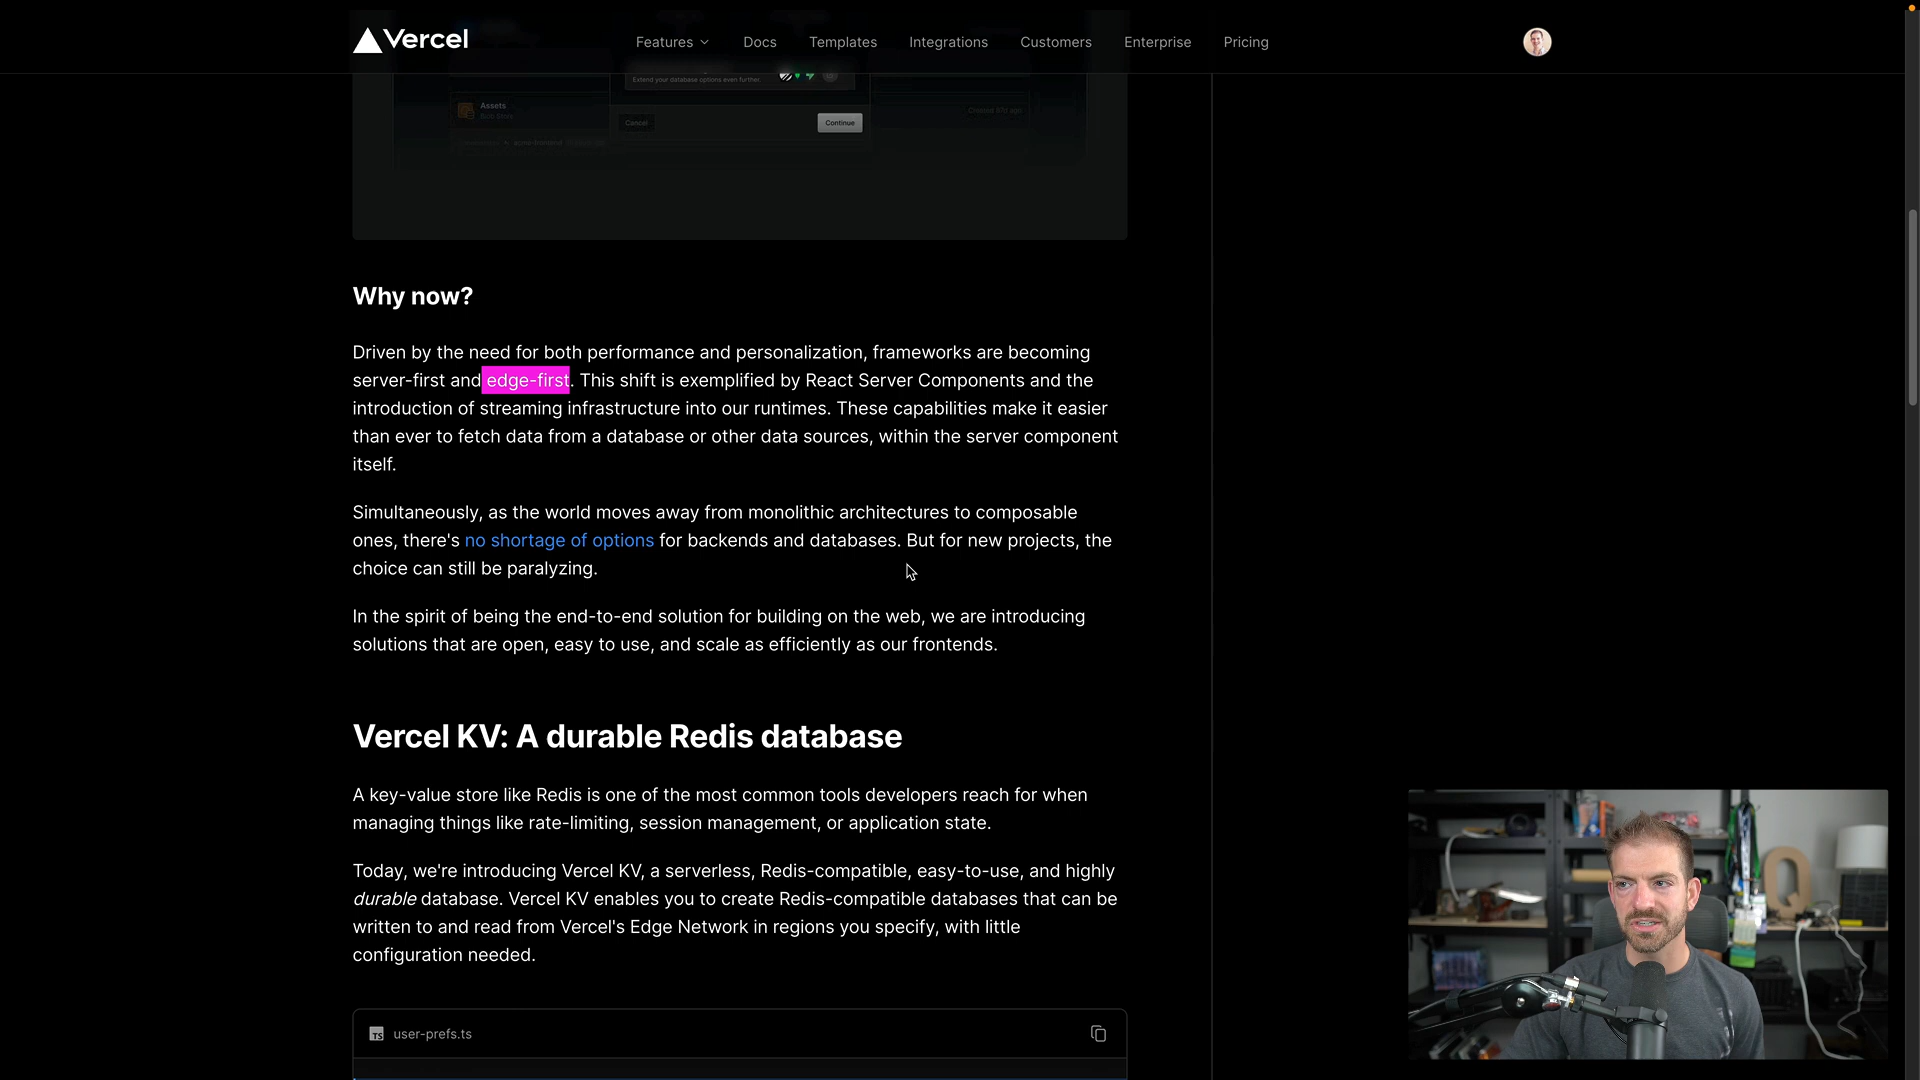 Vercel
Features Docs Templates Integrations Customers Enterprise Pricing
Extend your database options even further.
Assets
Cancel Continue
Why now?
Driven by the need for both performance and personalization, frameworks are becoming
server-first and edge-first. This shift is exemplified by React Server Components and the
introduction of streaming infrastructure into our runtimes. These capabilities make it easier
than ever to fetch data from a database or other data sources, within the server component
itself.
Simultaneously, as the world moves away from monolithic architectures to composable
ones, there's no shortage of options for backends and databases. But for new projects, the
choice can still be paralyzing.
In the spirit of being the end-to-end solution for building on the web, we are introducing
solutions that are open, easy to use, and scale as efficiently as our frontends.
Vercel KV: A durable Redis database
A key-value store like Redis is one of the most common tools developers reach for when
managing things like rate-limiting, session management, or application state.
Today, we're introducing Vercel KV, a serverless, Redis-compatible, easy-to-use, and highly
durable database. Vercel KV enables you to create Redis-compatible databases that can be
written to and read from Vercel's Edge Network in regions you specify, with little
configuration needed.
TS user-prefs.ts